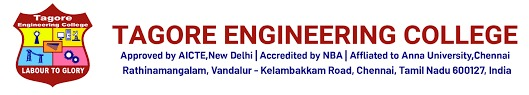 Tagore
Engineering College
LABOUR TO GLORY
TAGORE ENGINEERING COLLEGE
Approved by AICTE,New Delhi | Accredited by NBA | Affliated to Anna University,Chennai
Rathinamangalam, Vandalur - Kelambakkam Road, Chennai, Tamil Nadu 600127, India